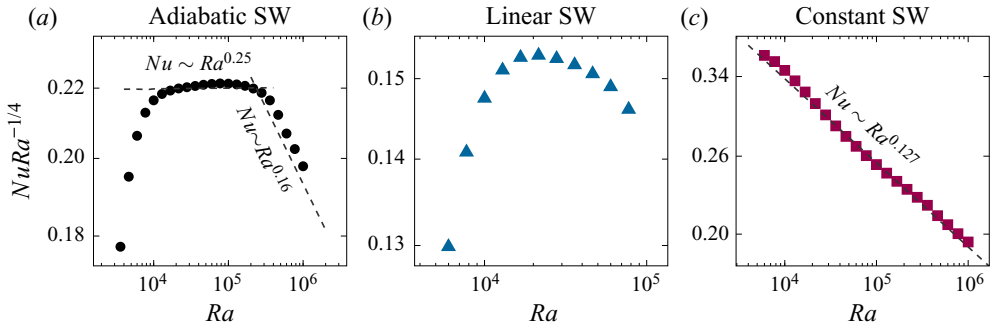 (a) Adiabatic SW
(b) Linear SW
(c) Constant SW
NuRa^{−1/4}
0.22
0.20
0.18
Nu ~ Ra^{0.25}
Nu~Ra^{0.16}
10^4
10^5
10^6
Ra
0.15
0.14
0.13
10^4
10^5
Ra
0.34
0.26
0.20
Nu ~ Ra^{0.127}
10^4
10^5
10^6
Ra